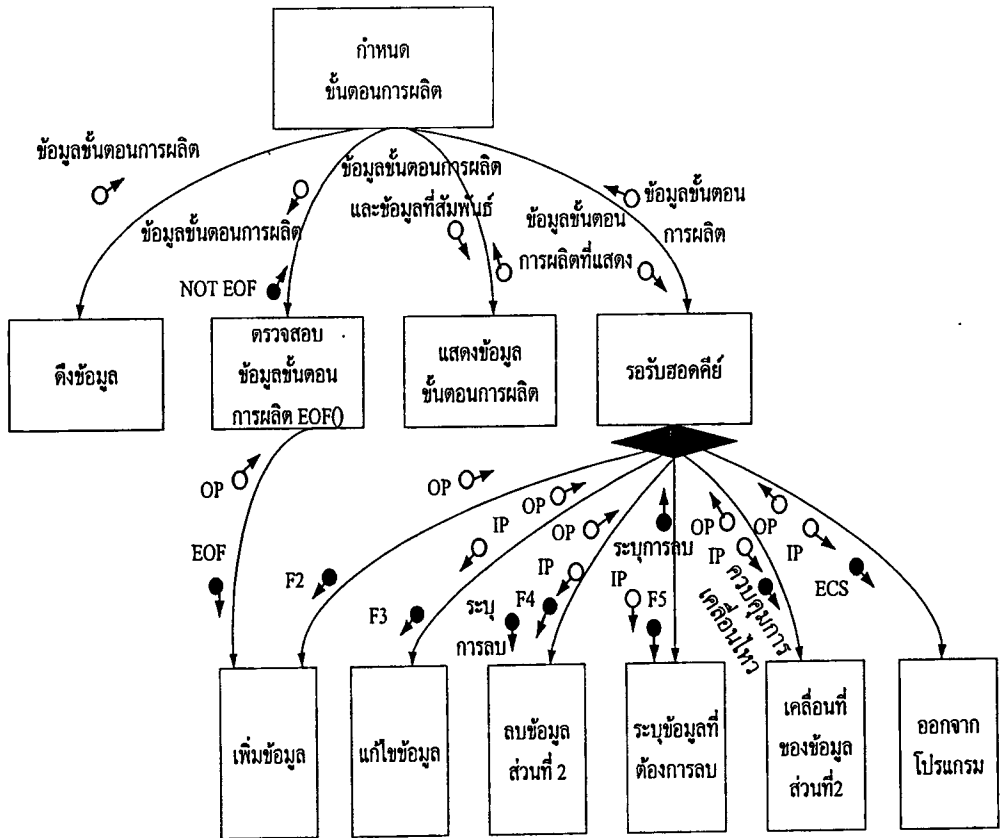 กำหนด
ขั้นตอนการผลิต
ข้อมูลขั้นตอนการผลิต
ข้อมูลขั้นตอนการผลิต
NOT EOF
ข้อมูลขั้นตอนการผลิต
และข้อมูลที่สัมพันธ์
ข้อมูลขั้นตอน
การผลิตที่แสดง
ข้อมูลขั้นตอน
การผลิต
ดึงข้อมูล
ตรวจสอบ
ข้อมูลขั้นตอน
การผลิต EOF()
แสดงข้อมูล
ขั้นตอนการผลิต
รอรับฮอตคีย์
OP
EOF
OP
F2
OP
IP
F3
OP
IP
F4
ระบุ
การลบ
ระบุการลบ
IP
F5
OP
IP
ควบคุมการ
เคลื่อนไหว
OP
IP
ECS
เพิ่มข้อมูล
แก้ไขข้อมูล
ลบข้อมูล
ส่วนที่ 2
ระบุข้อมูลที่
ต้องการลบ
เคลื่อนที่
ของข้อมูล
ส่วนที่2
ออกจาก
โปรแกรม